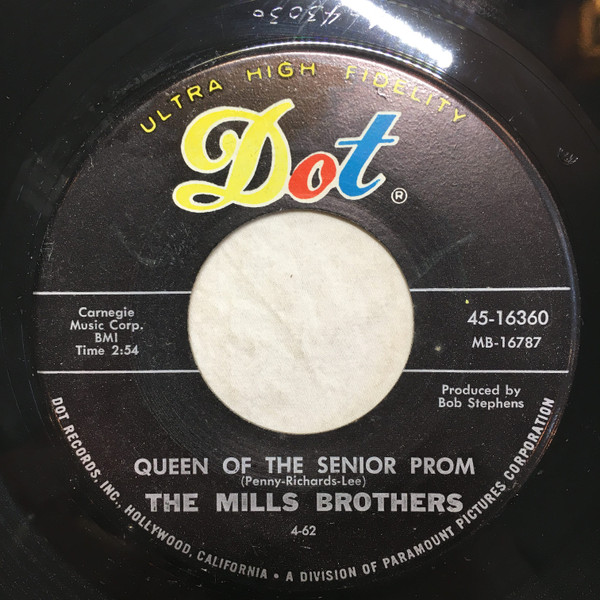 ULTRA HIGH FIDELITY
Dot®
Carnegie
Music Corp.
BMI
Time 2:54
45-16360
MB-16787
Produced by
Bob Stephens
QUEEN OF THE SENIOR PROM
(Penny-Richards-Lee)
THE MILLS BROTHERS
4-62
DOT RECORDS, INC., HOLLYWOOD, CALIFORNIA • A DIVISION OF PARAMOUNT PICTURES CORPORATION